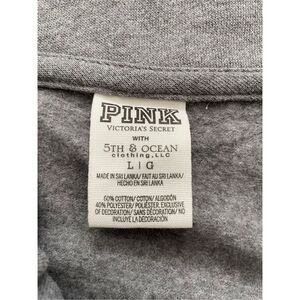 PINK
VICTORIA'S SECRET
WITH
5TH & OCEAN
clothing, LLC
L | G
MADE IN SRI LANKA/ FAIT AU SRI LANKA/
HECHO EN SRI LANKA
60% COTTON/ COTON/ ALGODÓN
40% POLYESTER/ POLIÉSTER, EXCLUSIVE
OF DECORATION/ SANS DÉCORATION/ NO
INCLUYE LA DECORACIÓN